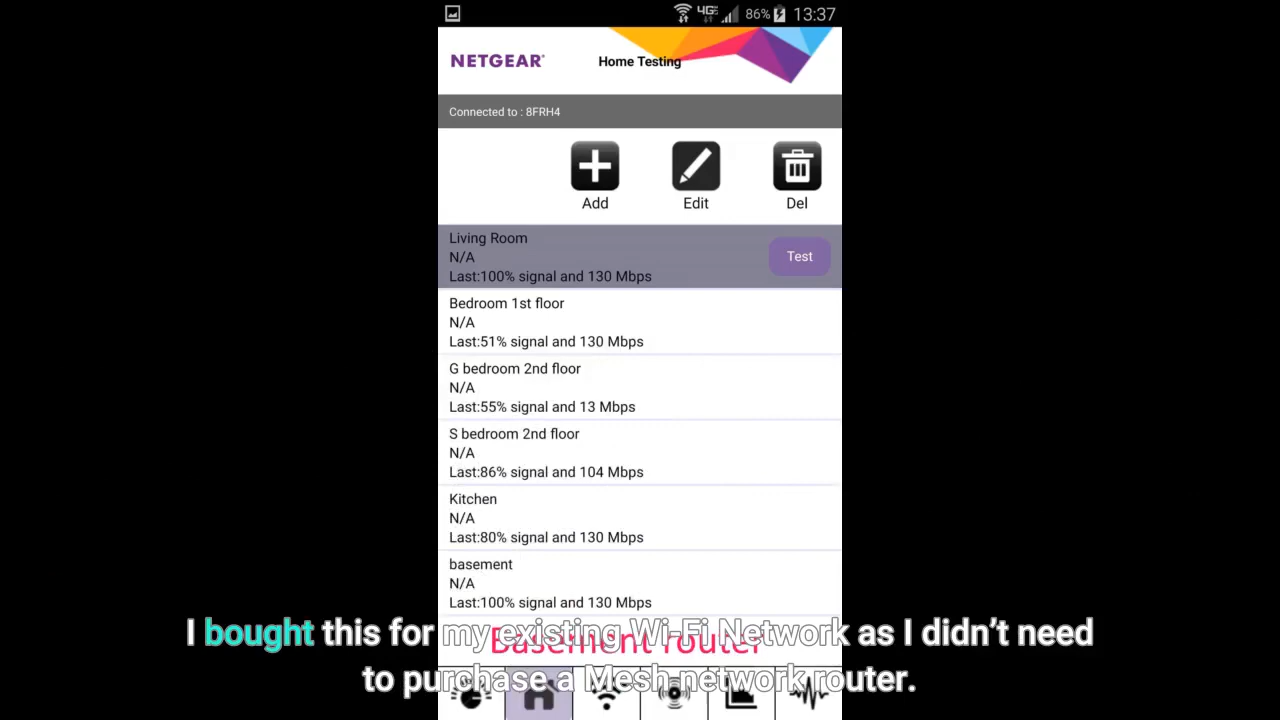 4G 86% 13:37
NETGEAR
Home Testing
Connected to : 8FRH4
Add Edit Del
Living Room
N/A
Last:100% signal and 130 Mbps
Test
Bedroom 1st floor
N/A
Last:51% signal and 130 Mbps
G bedroom 2nd floor
N/A
Last:55% signal and 13 Mbps
S bedroom 2nd floor
N/A
Last:86% signal and 104 Mbps
Kitchen
N/A
Last:80% signal and 130 Mbps
basement
N/A
Last:100% signal and 130 Mbps
Basement router
I bought this for my existing Wi-Fi Network as I didn't need
to purchase a Mesh network router.